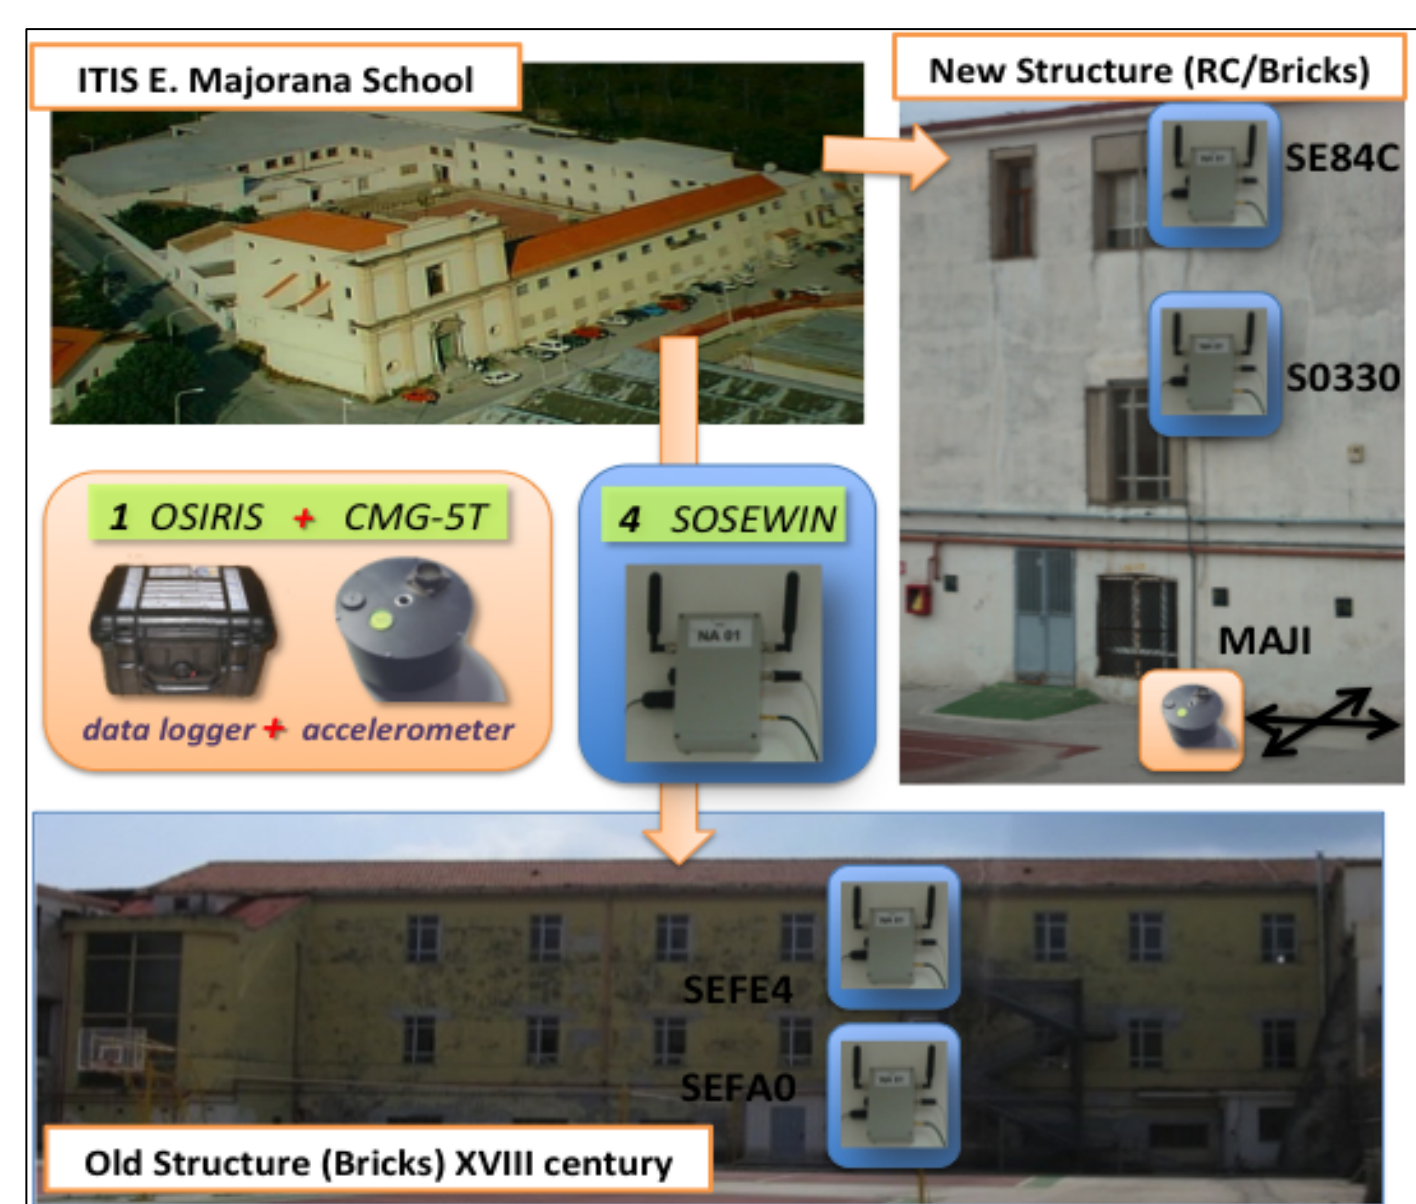 ITIS E. Majorana School
New Structure (RC/Bricks)
SE84C
S0330
1 OSIRIS + CMG-5T
data logger + accelerometer
4 SOSEWIN
NA 01
MAJI
SEFE4
SEFA0
Old Structure (Bricks) XVIII century